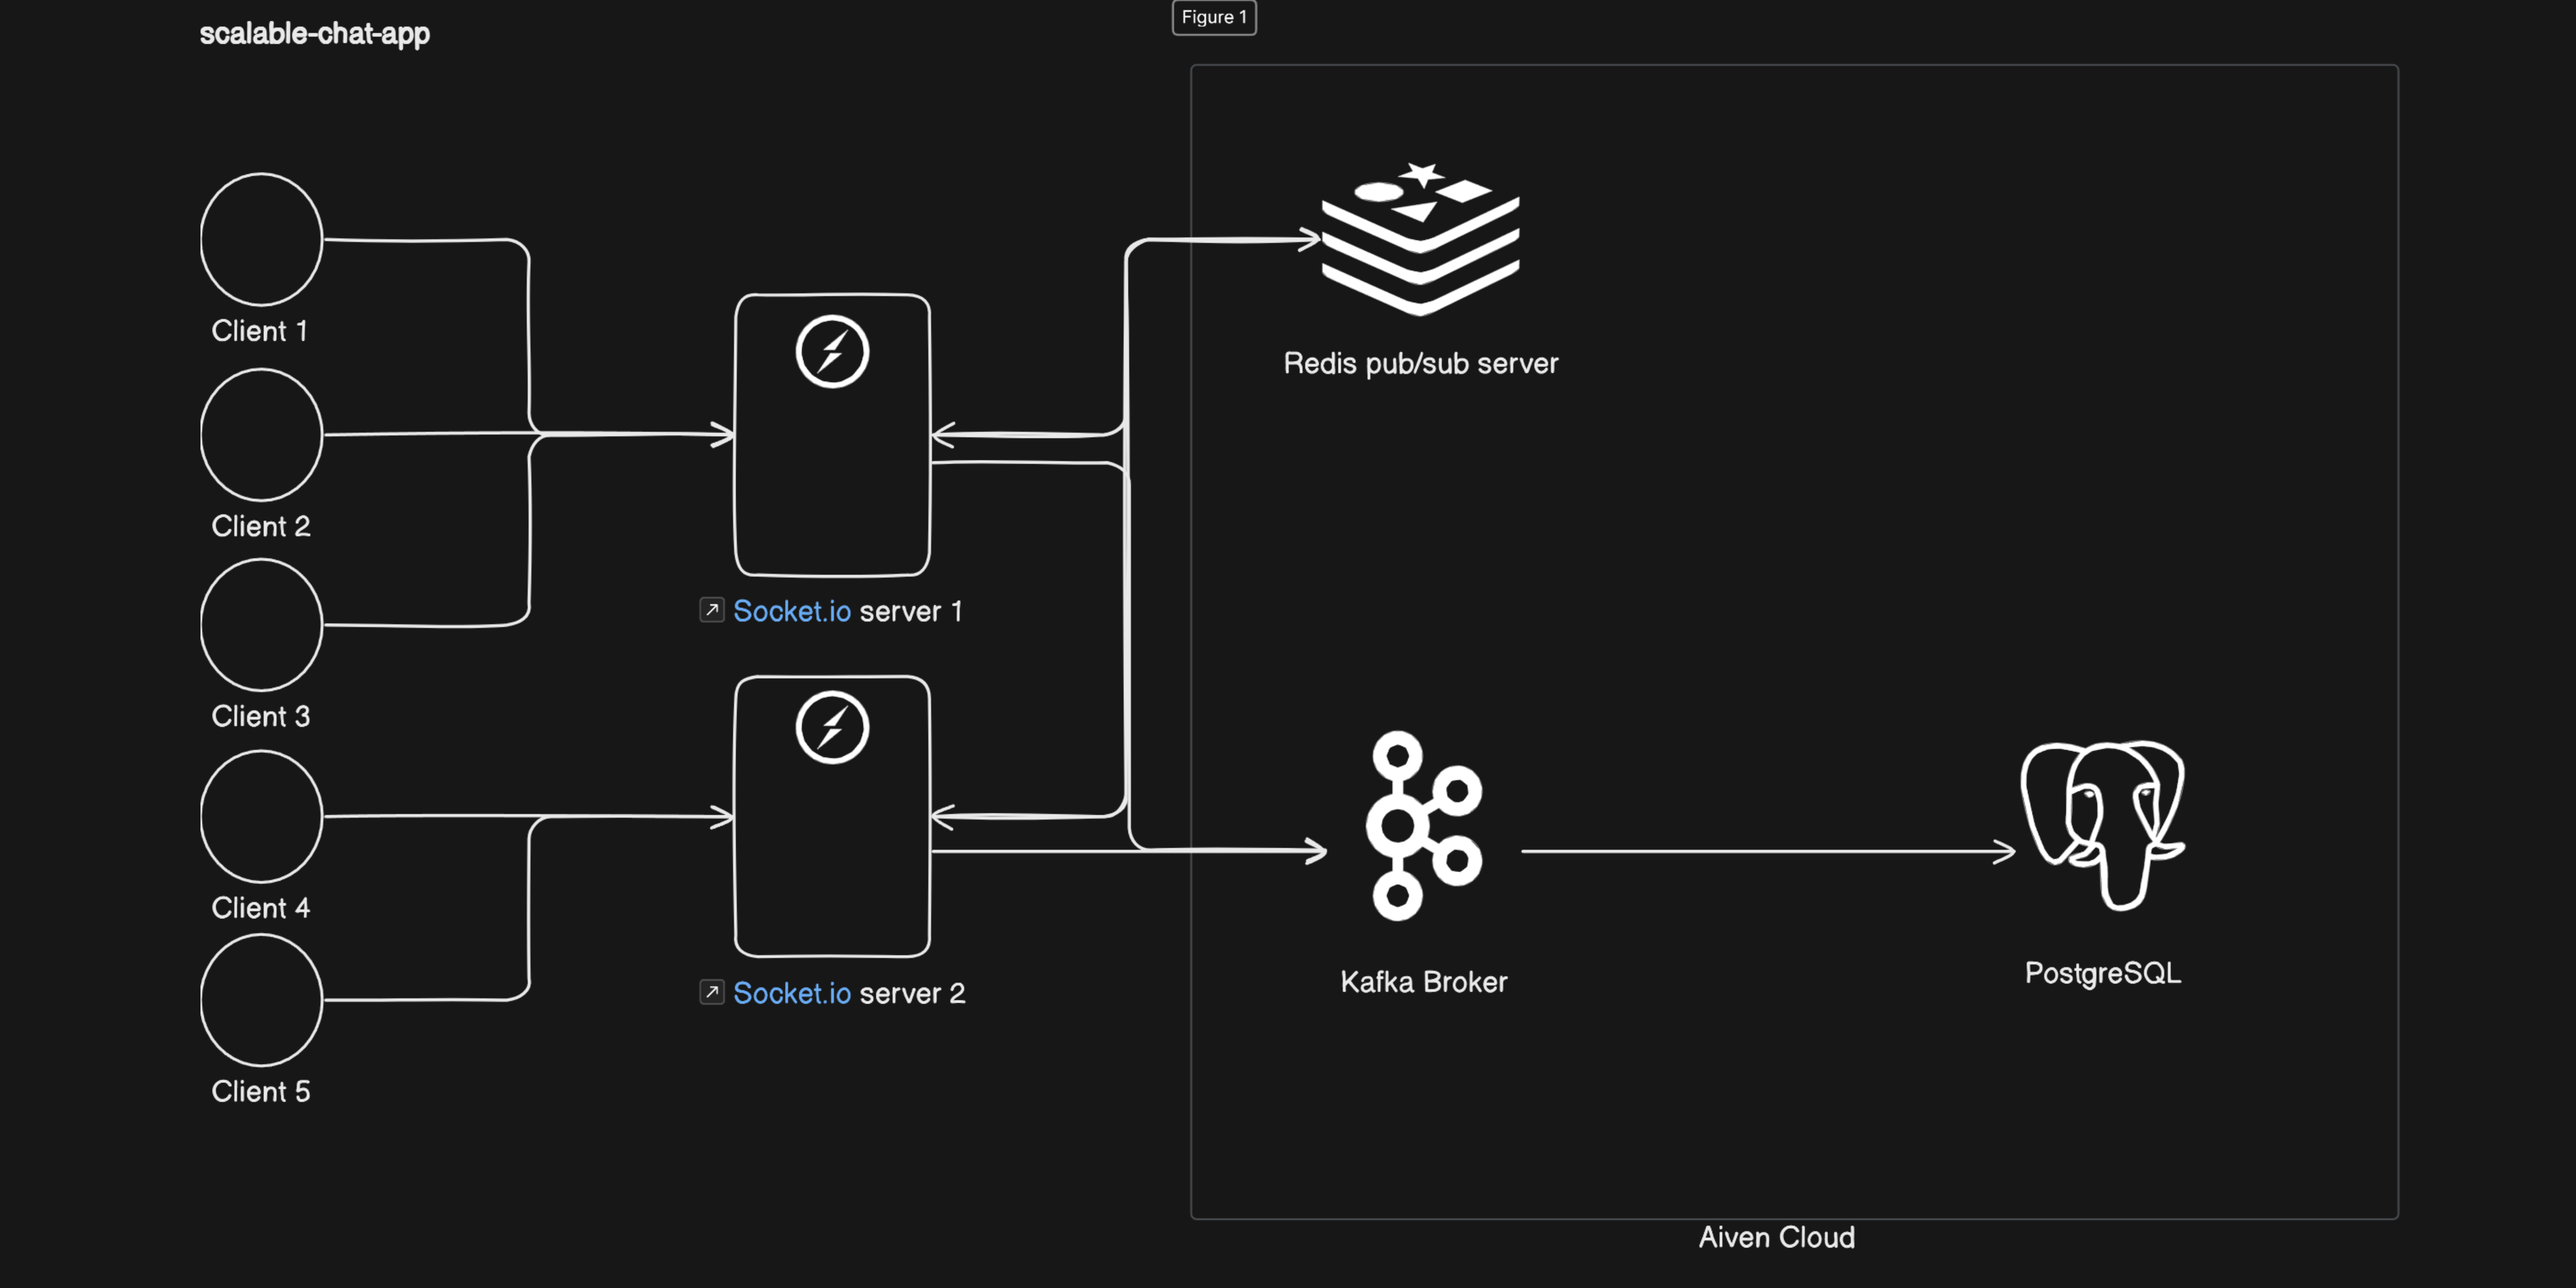 Figure 1
scalable-chat-app
Client 1
Redis pub/sub server
Client 2
Socket.io server 1
Client 3
Client 4
PostgreSQL
Kafka Broker
Socket.io server 2
Client 5
Aiven Cloud